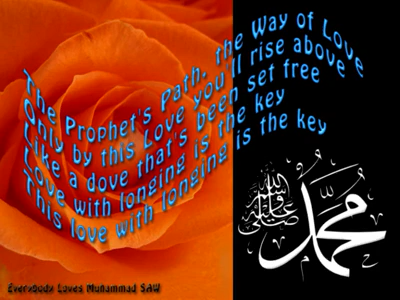 The Prophet's Path, the Way of Love
Only by this Love you'll rise above
Like a dove that's been set free
Love with longing is the key
This love with longing is the key
محمد
صلى الله عليه وسلم
Everybody Loves Muhammad SAW